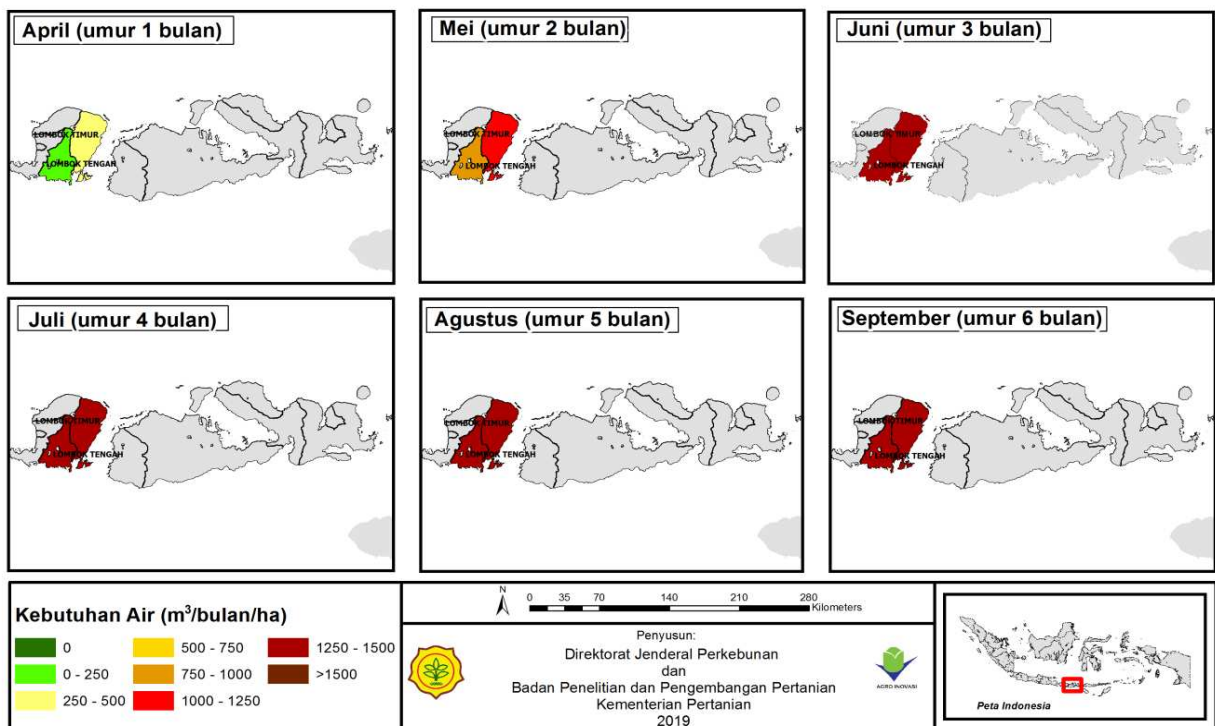 April (umur 1 bulan)
LOMBOK TIMUR
LOMBOK TENGAH
Mei (umur 2 bulan)
LOMBOK TIMUR
LOMBOK TENGAH
Juni (umur 3 bulan)
LOMBOK TIMUR
LOMBOK TENGAH
Juli (umur 4 bulan)
LOMBOK TIMUR
LOMBOK TENGAH
Agustus (umur 5 bulan)
LOMBOK TIMUR
LOMBOK TENGAH
September (umur 6 bulan)
LOMBOK TIMUR
LOMBOK TENGAH
Kebutuhan Air (m³/bulan/ha)
0
0 - 250
250 - 500
500 - 750
750 - 1000
1000 - 1250
1250 - 1500
>1500
N
0 35 70 140 210 280
Kilometers
Penyusun:
Direktorat Jenderal Perkebunan
dan
Badan Penelitian dan Pengembangan Pertanian
Kementerian Pertanian
2019
AGRO INOVASI
Peta Indonesia